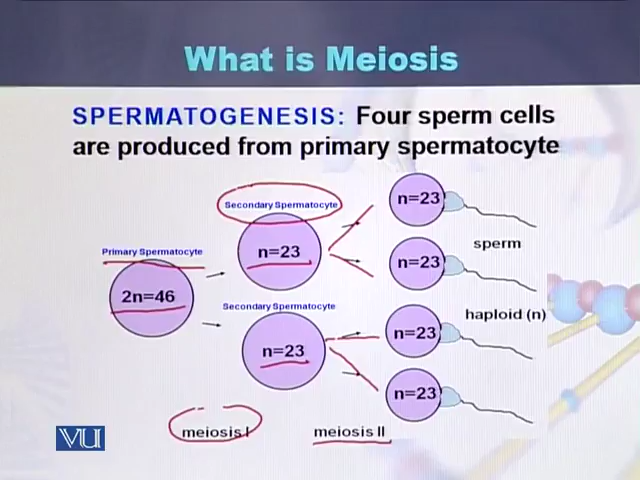 What is Meiosis
SPERMATOGENESIS: Four sperm cells
are produced from primary spermatocyte
Secondary Spermatocyte
n=23
n=23
Primary Spermatocyte
2n=46
n=23
sperm
Secondary Spermatocyte
n=23
n=23
haploid (n)
n=23
meiosis I
meiosis II
VU